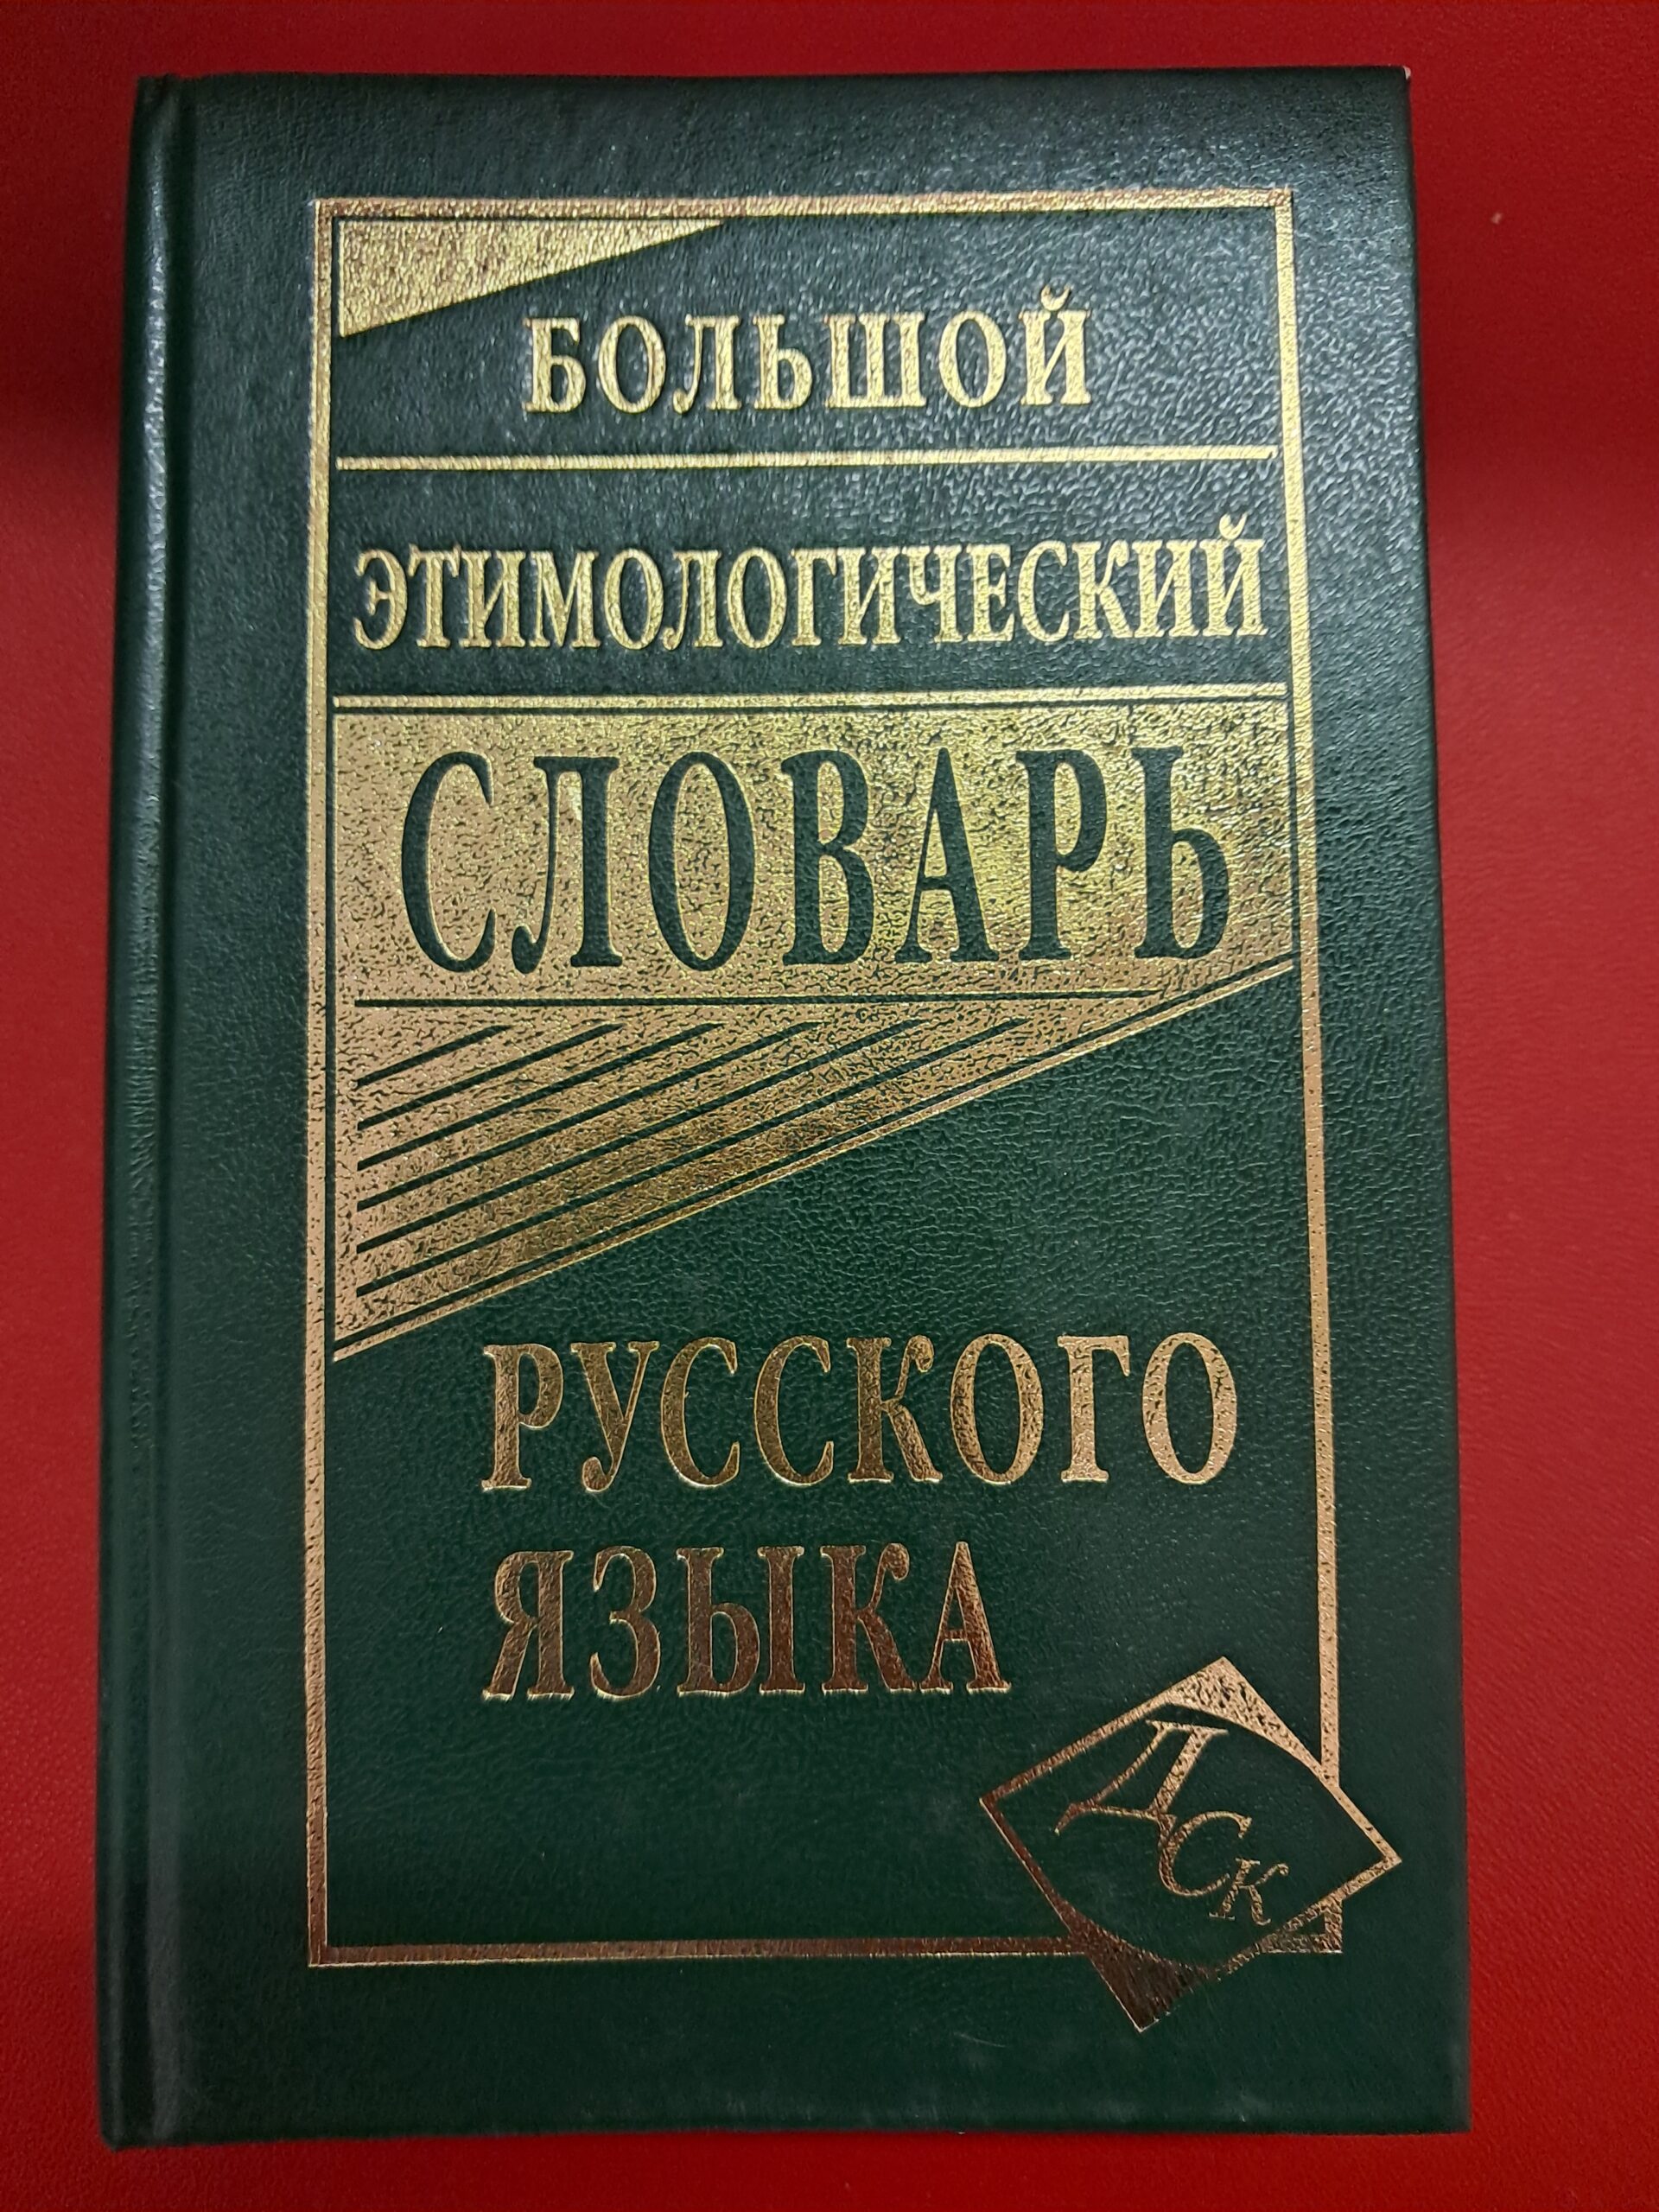 БОЛЬШОЙ
ЭТИМОЛОГИЧЕСКИЙ
СЛОВАРЬ
РУССКОГО
ЯЗЫКА
ДСК